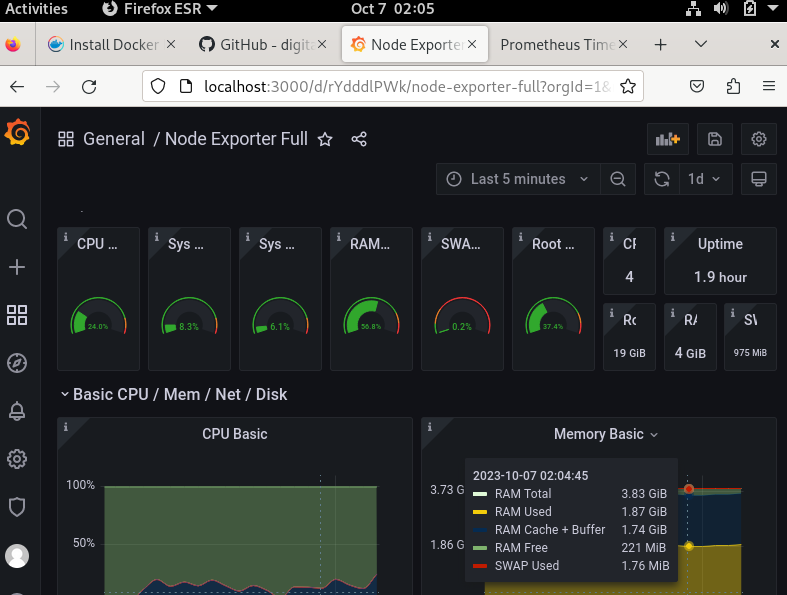 Activities Firefox ESR Oct 7 02:05
Install Docker GitHub - digita Node Exporter Prometheus Time
localhost:3000/d/rYdddlPWk/node-exporter-full?orgId=1&
General / Node Exporter Full
Last 5 minutes 1d
CPU ... Sys ... Sys ... RAM... SWA... Root ... Uptime
24.0% 8.3% 6.1% 56.8% 0.2% 37.4% 4 1.9 hour
19 GiB 4 GiB 975 MiB
Basic CPU / Mem / Net / Disk
CPU Basic Memory Basic
100%
50%
3.73 G
1.86 G
2023-10-07 02:04:45
RAM Total 3.83 GiB
RAM Used 1.87 GiB
RAM Cache + Buffer 1.74 GiB
RAM Free 221 MiB
SWAP Used 1.76 MiB